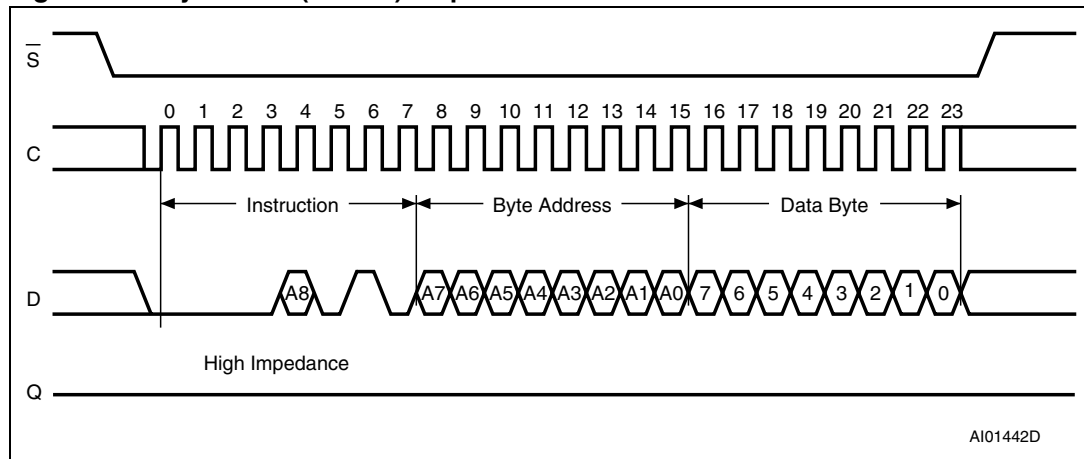 S
0 1 2 3 4 5 6 7 8 9 10 11 12 13 14 15 16 17 18 19 20 21 22 23
C
Instruction Byte Address Data Byte
D A8 A7 A6 A5 A4 A3 A2 A1 A0 7 6 5 4 3 2 1 0
High Impedance
Q
AI01442D